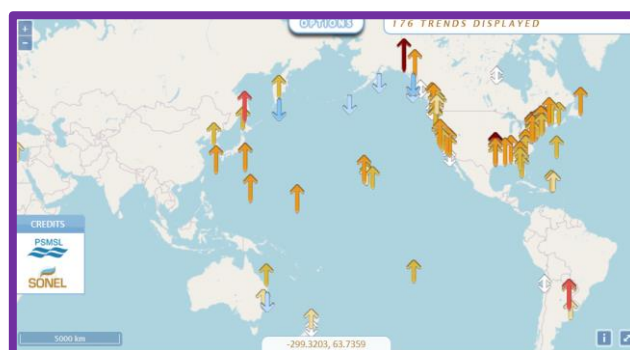 +
OPTIONS
176 TRENDS DISPLAYED
−
CREDITS
PSMSL
SONEL
5000 km
-299.3203, 63.7359
i